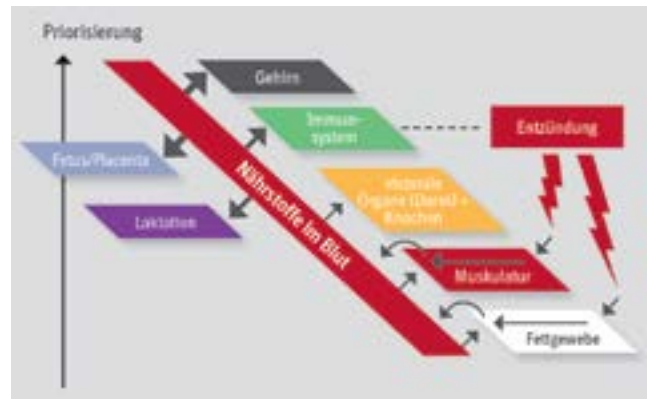 Priorisierung
Gehirn
Immun-
system
Entzündung
Fetus/Placenta
viszerale
Organe (Darm) +
Knochen
Laktation
Nährstoffe im Blut
Muskulatur
Fettgewebe